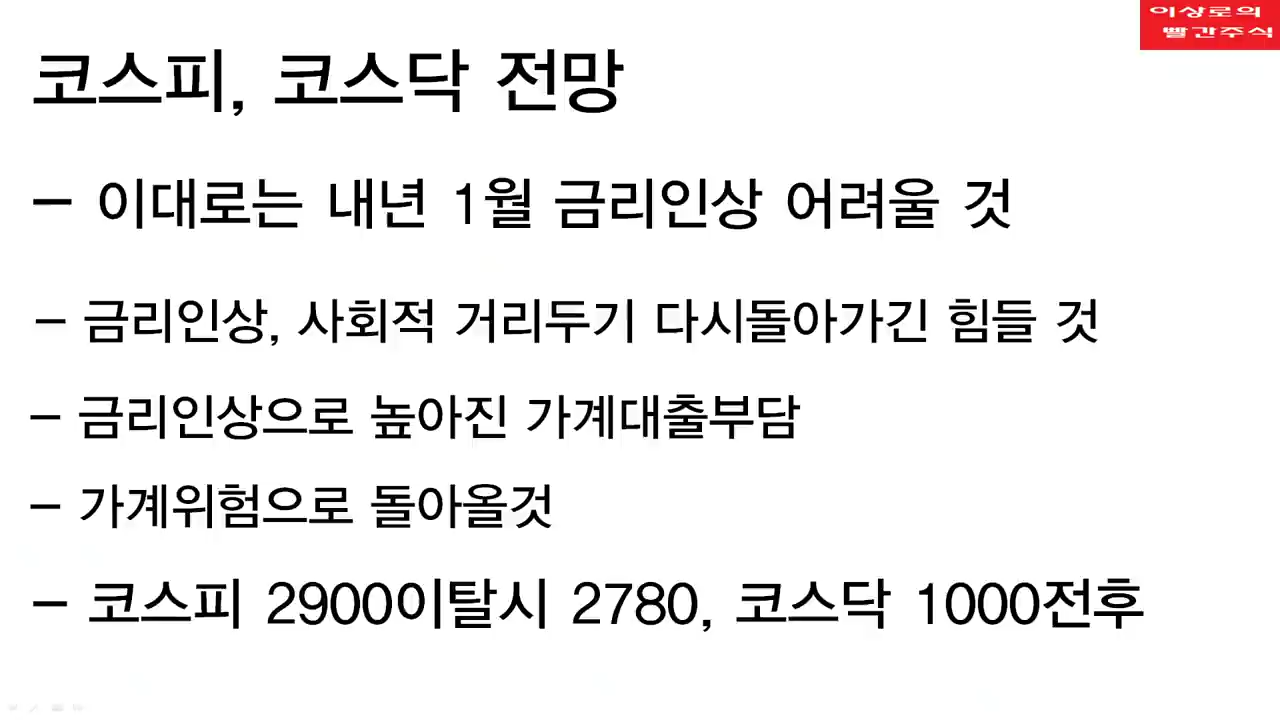 이상로의
빨간주식
코스피, 코스닥 전망
- 이대로는 내년 1월 금리인상 어려울 것
- 금리인상, 사회적 거리두기 다시돌아가긴 힘들 것
- 금리인상으로 높아진 가계대출부담
- 가계위험으로 돌아올것
- 코스피 2900이탈시 2780, 코스닥 1000전후